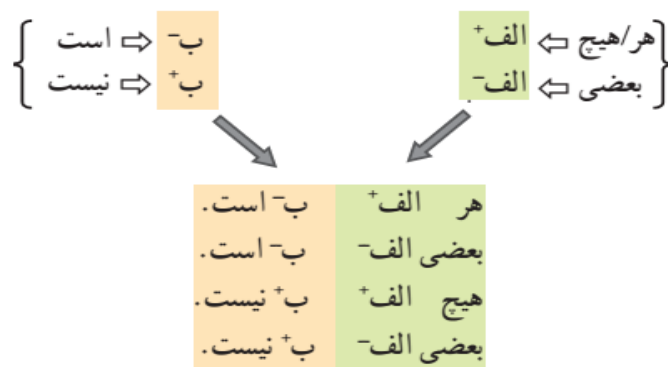 هر/هیچ ⇦ الف⁺
بعضی ⇦ الف⁻
ب⁻ ⇨ است
ب⁺ ⇨ نیست
هر الف⁺ ب⁻ است.
بعضی الف⁻ ب⁻ است.
هیچ الف⁺ ب⁺ نیست.
بعضی الف⁻ ب⁺ نیست.